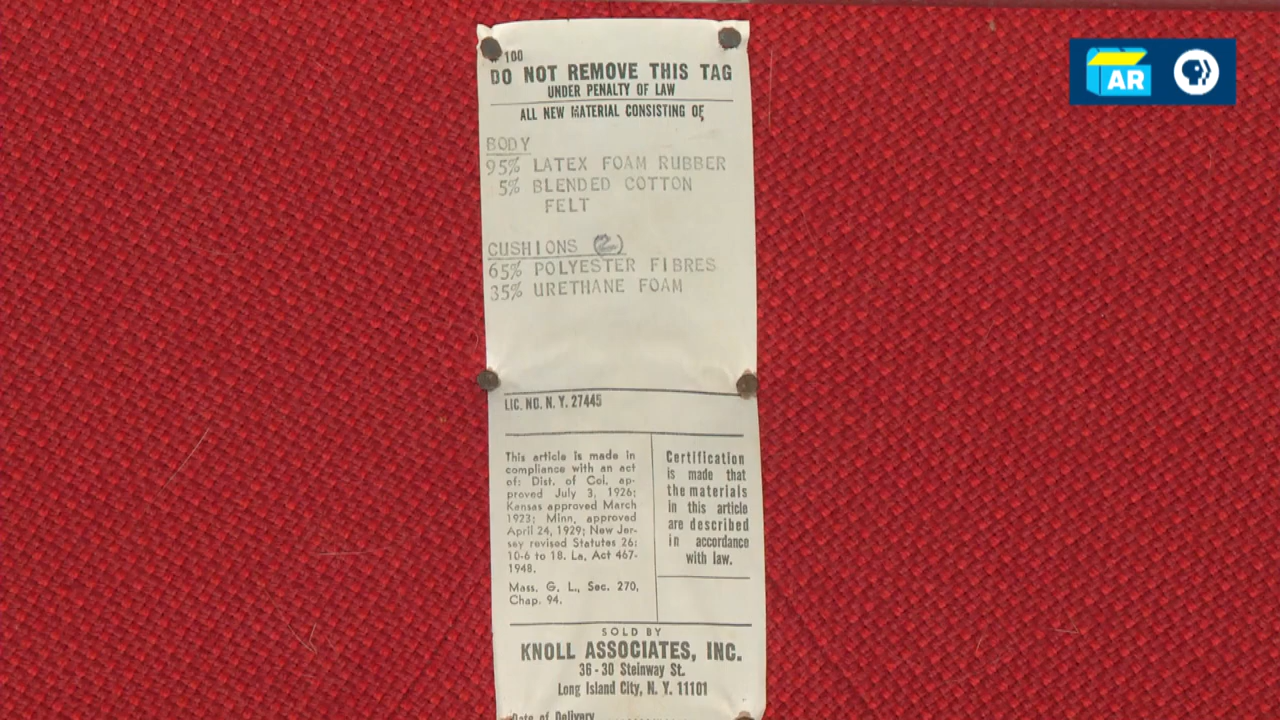 # 100
DO NOT REMOVE THIS TAG
UNDER PENALTY OF LAW
ALL NEW MATERIAL CONSISTING OF
BODY
95% LATEX FOAM RUBBER
5% BLENDED COTTON
FELT
CUSHIONS (2)
65% POLYESTER FIBRES
35% URETHANE FOAM
LIC. NO. N. Y. 27445
This article is made in
compliance with an act
of: Dist. of Col. ap-
proved July 3, 1926;
Kansas approved March
1923; Minn. approved
April 24, 1929; New Jer-
sey revised Statutes 26:
10-6 to 18. La. Act 467-
1948.
Mass. G. L., Sec. 270,
Chap. 94.
Certification
is made that
the materials
in this article
are described
in accordance
with law.
SOLD BY
KNOLL ASSOCIATES, INC.
36-30 Steinway St.
Long Island City, N. Y. 11101
Date of Delivery
AR